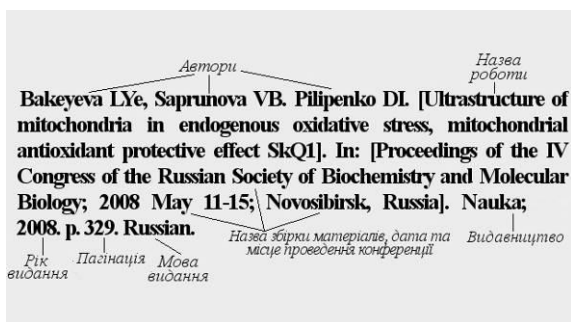 Автори
Назва
роботи
Bakeyeva LYe, Saprunova VB. Pilipenko DI. [Ultrastructure of
mitochondria in endogenous oxidative stress, mitochondrial
antioxidant protective effect SkQ1]. In: [Proceedings of the IV
Congress of the Russian Society of Biochemistry and Molecular
Biology; 2008 May 11-15; Novosibirsk, Russia]. Nauka;
2008. p. 329. Russian.
Назва збірки матеріалів, дата та
місце проведення конференції
Видавництво
Рік
видання
Пагінація
Мова
видання